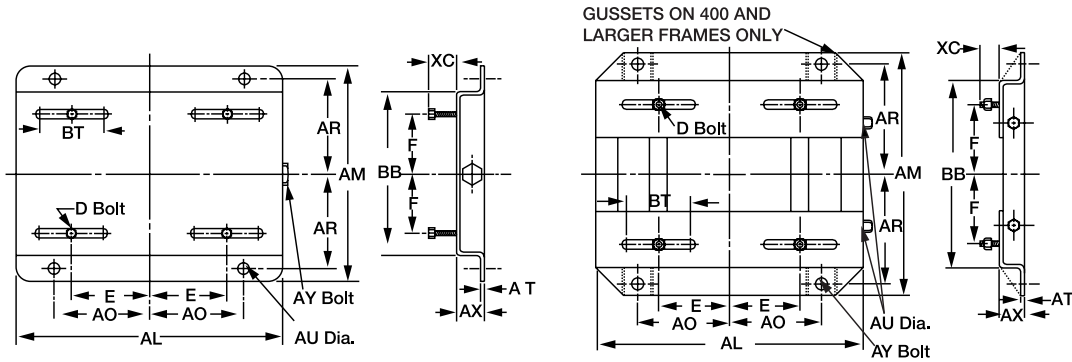 GUSSETS ON 400 AND
LARGER FRAMES ONLY
XC
BT
AR
AM
AR
F
BB
F
D Bolt
E
E
AO
AO
AL
AY Bolt
AU Dia.
A T
AX
XC
AR
AM
AR
D Bolt
BT
F
BB
F
E
E
AO
AO
AL
AU Dia.
AY Bolt
AT
AX